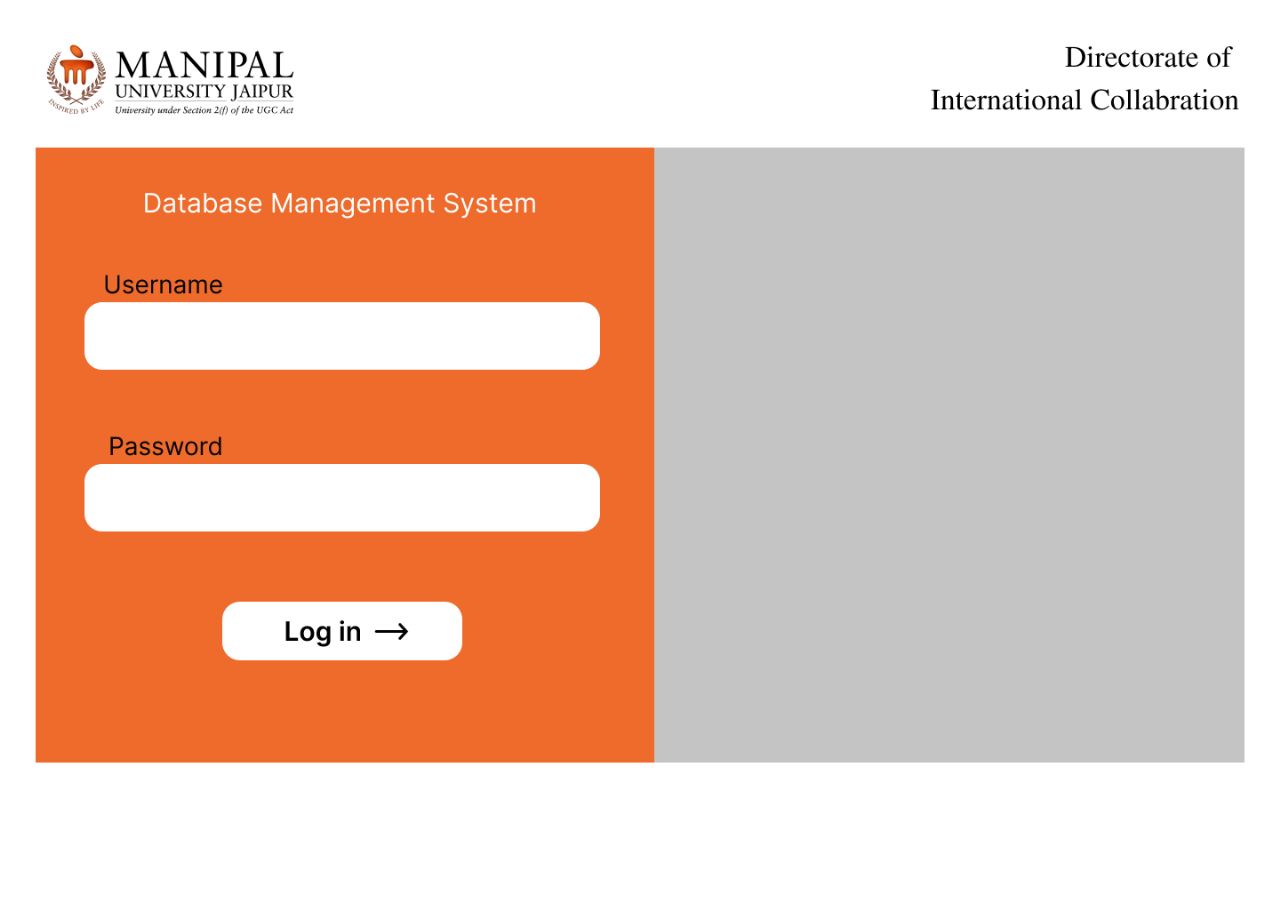 MANIPAL
UNIVERSITY JAIPUR
University under Section 2(f) of the UGC Act
INSPIRED BY LIFE
Directorate of
International Collabration
Database Management System
Username
Password
Log in →